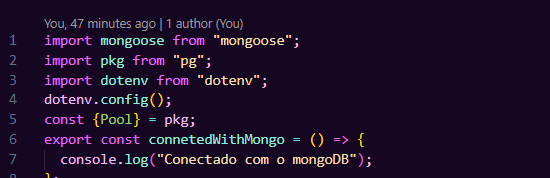 You, 47 minutes ago | 1 author (You)
1 import mongoose from "mongoose";
2 import pkg from "pg";
3 import dotenv from "dotenv";
4 dotenv.config();
5 const {Pool} = pkg;
6 export const connetedWithMongo = () => {
7 console.log("Conectado com o mongoDB");